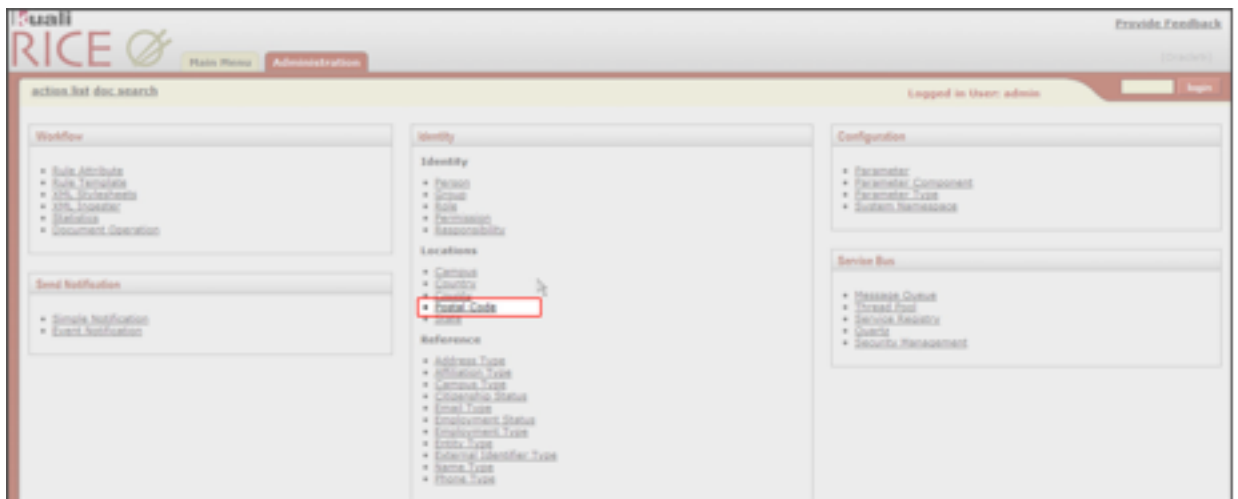 Kuali
RICE
Provide Feedback
Main Menu
Administration
action list doc search
Logged in User: admin
login
Workflow
Rule Attribute
Rule Template
XML Stylesheets
XML Ingester
Statistics
Document Operation
Send Notification
Simple Notification
Event Notification
Identity
Identity
Person
Group
Role
Permission
Responsibility
Locations
Campus
Country
County
Postal Code
State
Reference
Address Type
Affiliation Type
Campus Type
Citizenship Status
Email Type
Employment Status
Employment Type
Entity Type
External Identifier Type
Name Type
Phone Type
Configuration
Parameter
Parameter Component
Parameter Type
System Namespace
Service Bus
Message Queue
Thread Pool
Service Registry
Quartz
Security Management